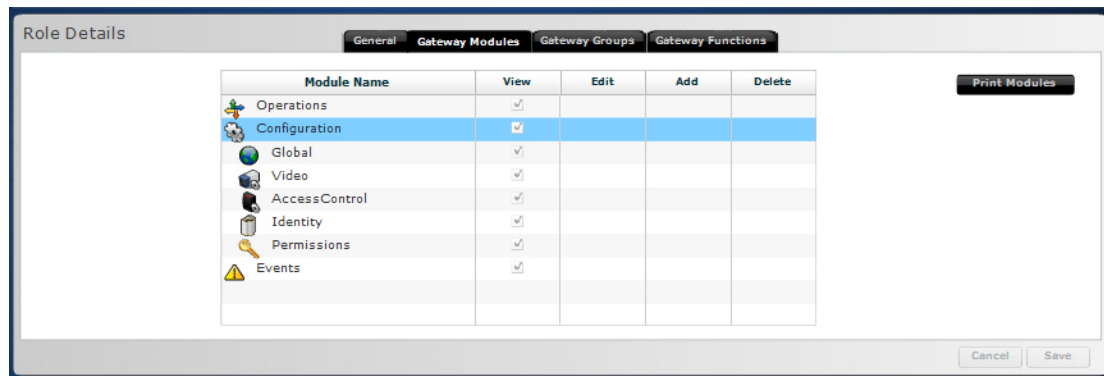 Role Details
General Gateway Modules Gateway Groups Gateway Functions
Module Name View Edit Add Delete
Print Modules
Operations
Configuration
Global
Video
AccessControl
Identity
Permissions
Events
Cancel Save